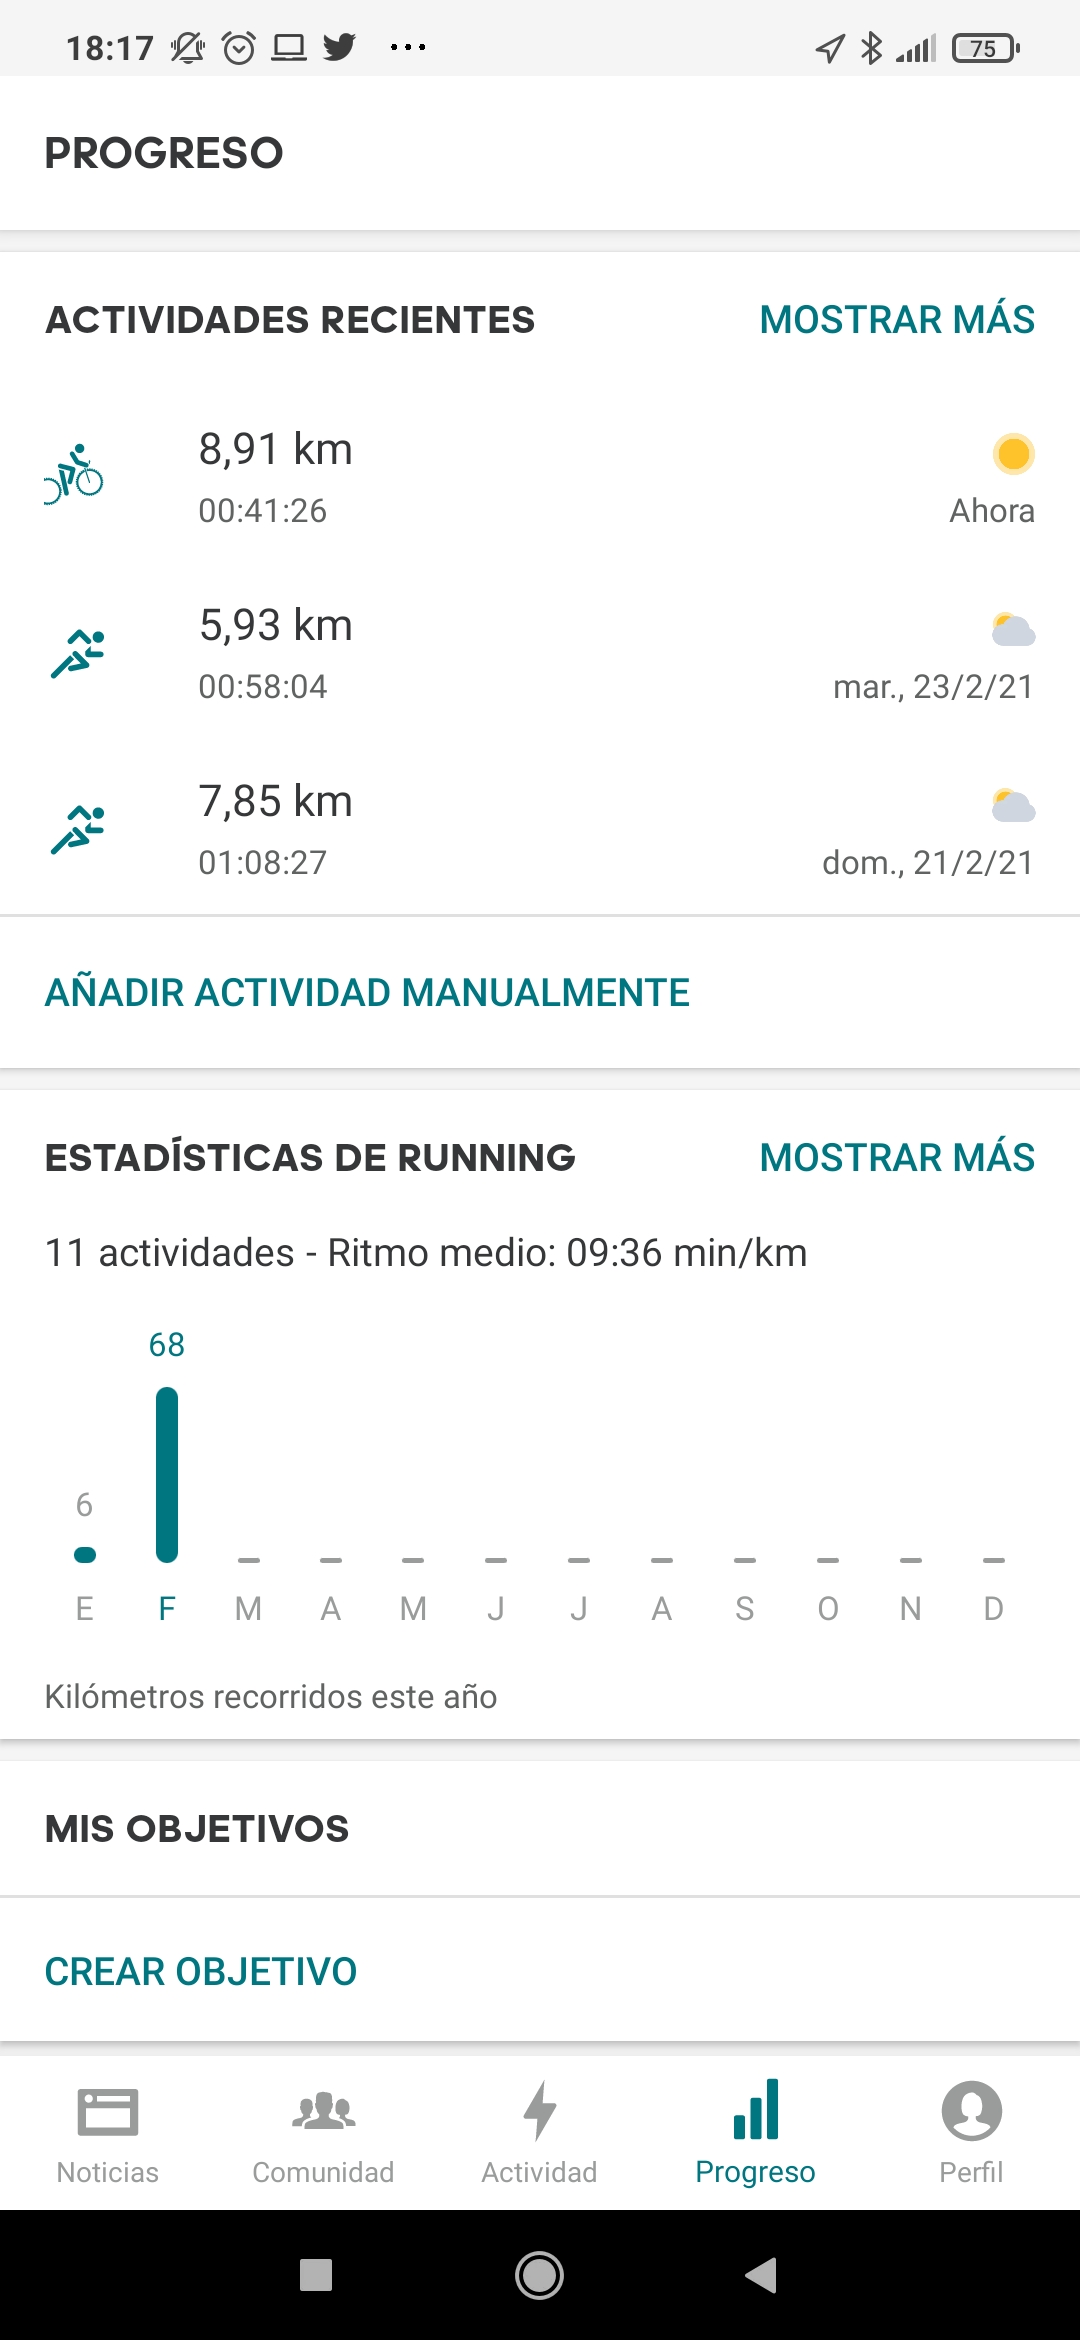 18:17
75
PROGRESO
ACTIVIDADES RECIENTES MOSTRAR MÁS
8,91 km
00:41:26 Ahora
5,93 km
00:58:04 mar., 23/2/21
7,85 km
01:08:27 dom., 21/2/21
AÑADIR ACTIVIDAD MANUALMENTE
ESTADÍSTICAS DE RUNNING MOSTRAR MÁS
11 actividades - Ritmo medio: 09:36 min/km
68
6
E F M A M J J A S O N D
Kilómetros recorridos este año
MIS OBJETIVOS
CREAR OBJETIVO
Noticias Comunidad Actividad Progreso Perfil